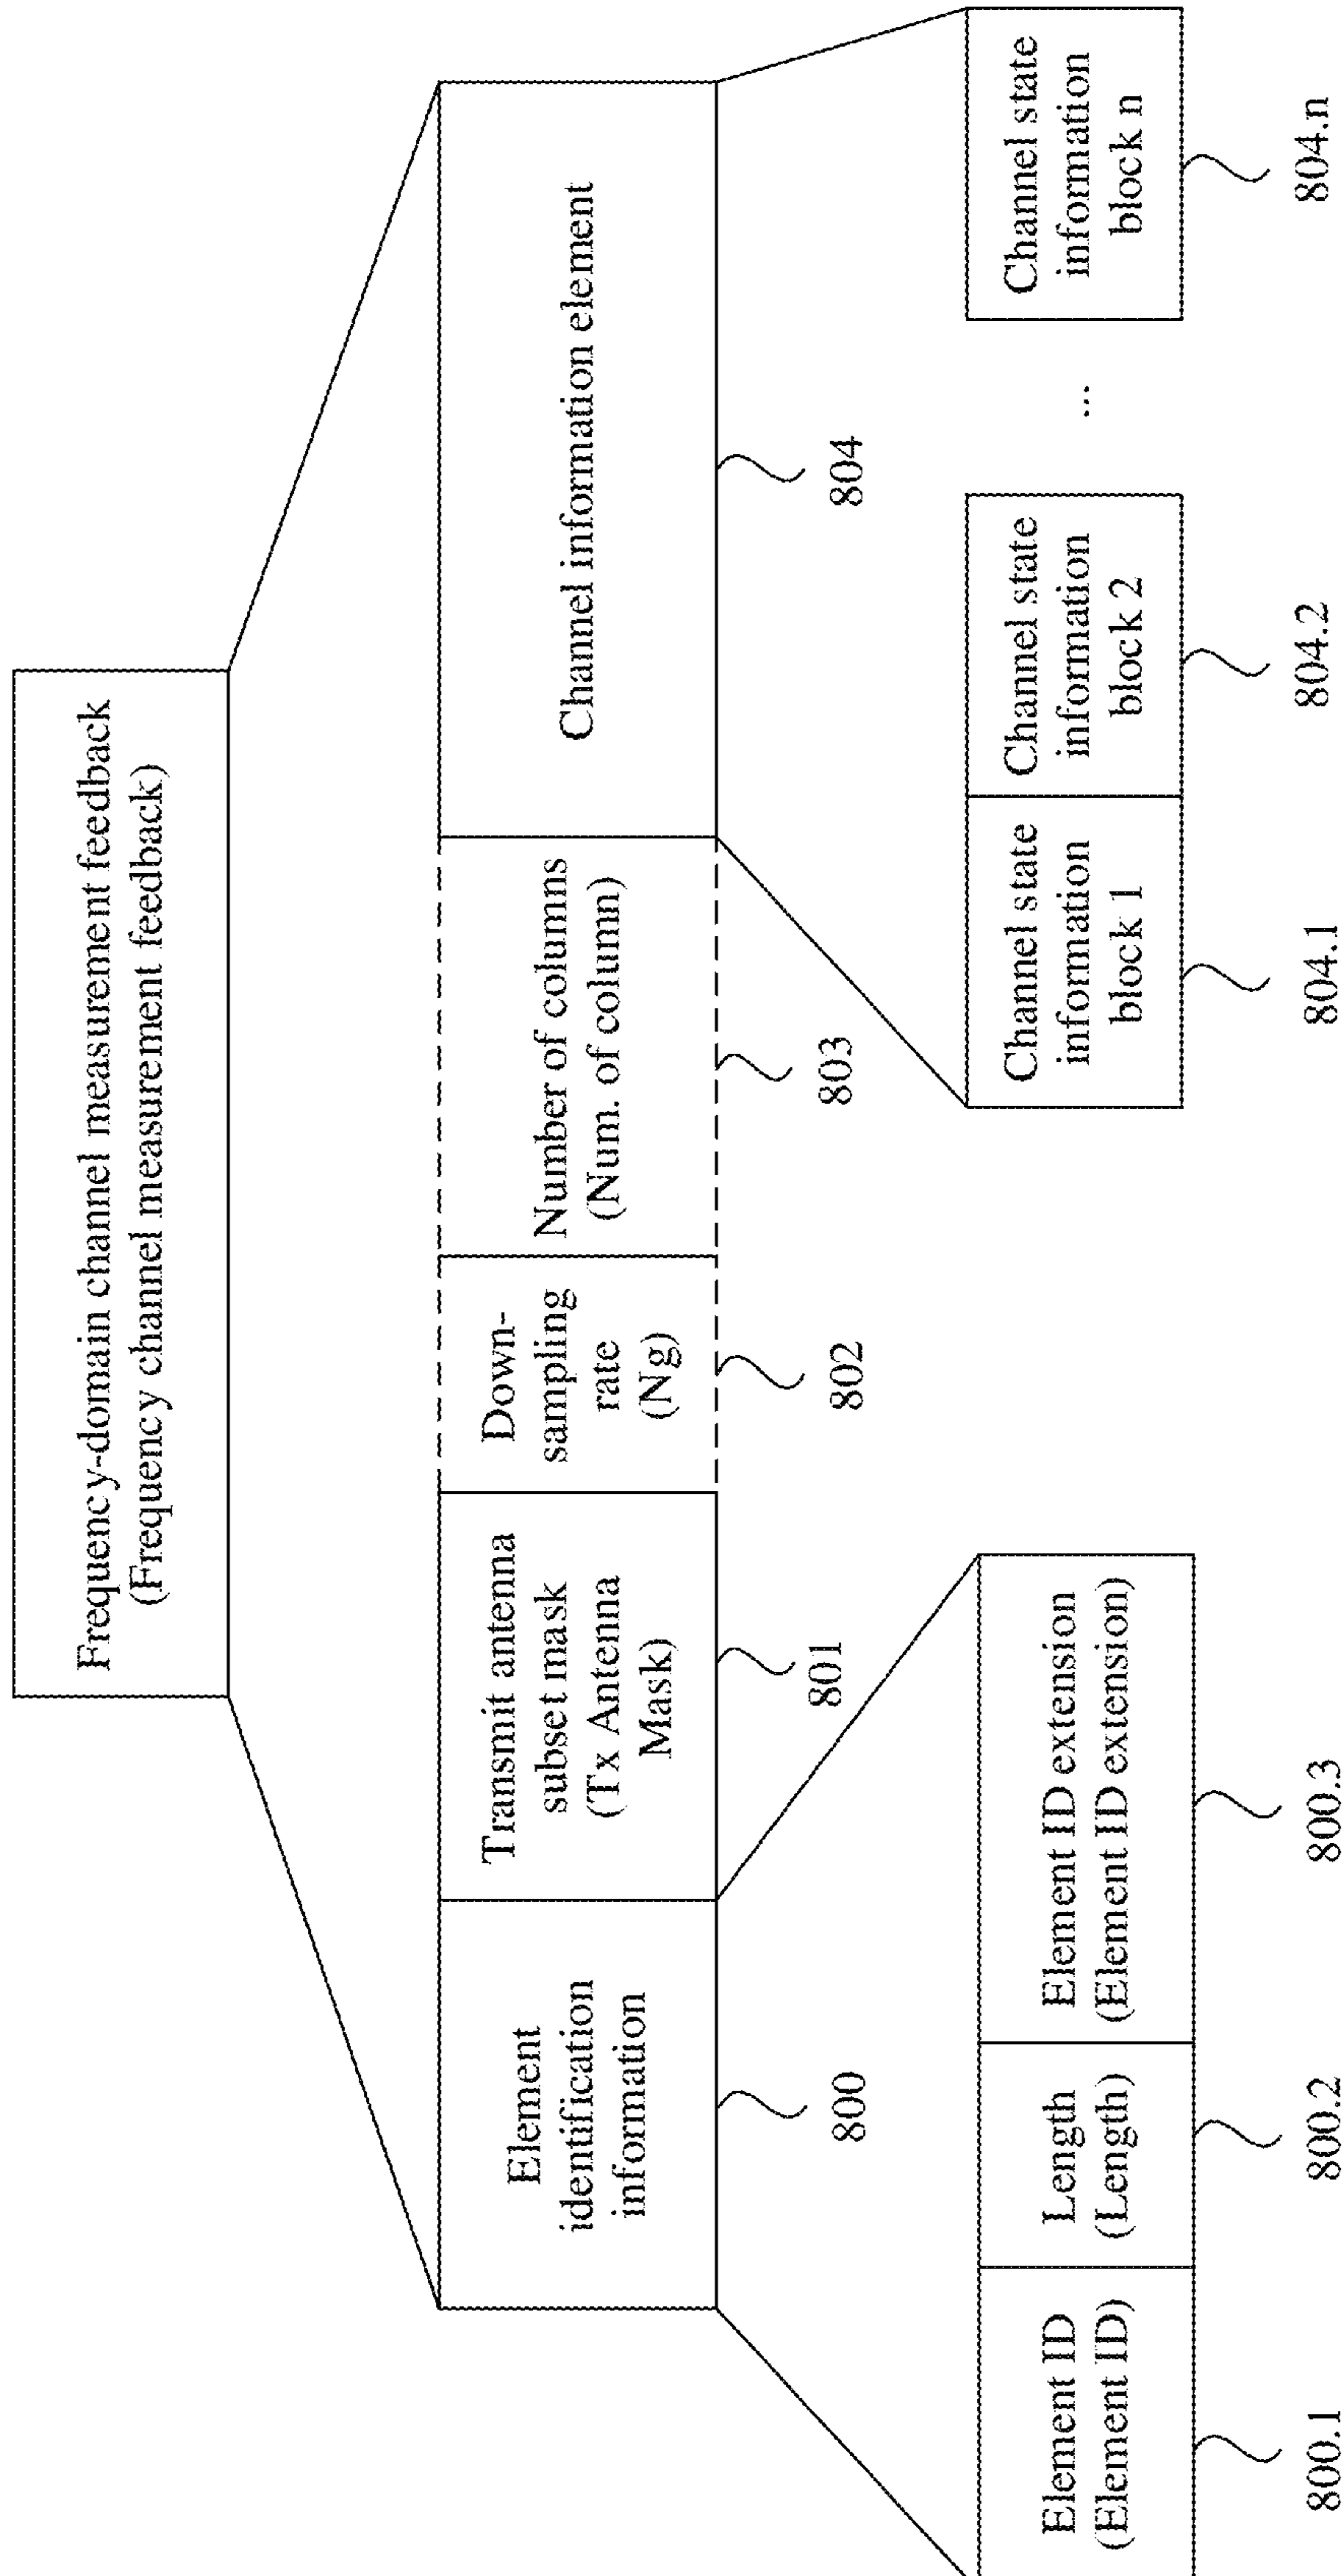 Frequency-domain channel measurement feedback
(Frequency channel measurement feedback)
Element
identification
information
Transmit antenna
subset mask
(Tx Antenna
Mask)
Down-
sampling
rate
(Ng)
Number of columns
(Num. of column)
Channel information element
800
801
802
803
804
Element ID
(Element ID)
Length
(Length)
Element ID extension
(Element ID extension)
800.1
800.2
800.3
Channel state
information
block 1
Channel state
information
block 2
...
Channel state
information
block n
804.1
804.2
804.n